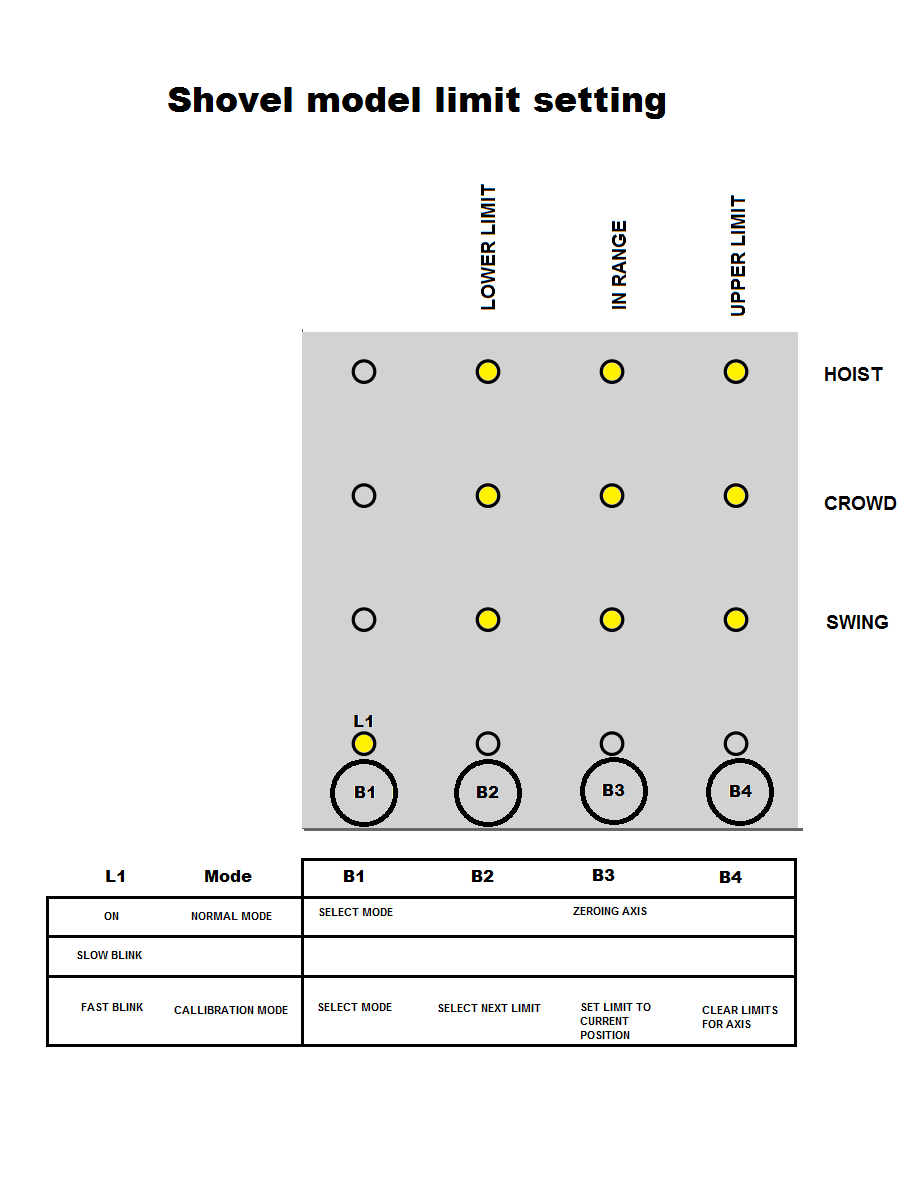 Shovel model limit setting
LOWER LIMIT
IN RANGE
UPPER LIMIT
HOIST
CROWD
SWING
L1
B1
B2
B3
B4
L1 Mode B1 B2 B3 B4
ON NORMAL MODE SELECT MODE ZEROING AXIS
SLOW BLINK
FAST BLINK CALLIBRATION MODE SELECT MODE SELECT NEXT LIMIT SET LIMIT TO CLEAR LIMITS
CURRENT FOR AXIS
POSITION